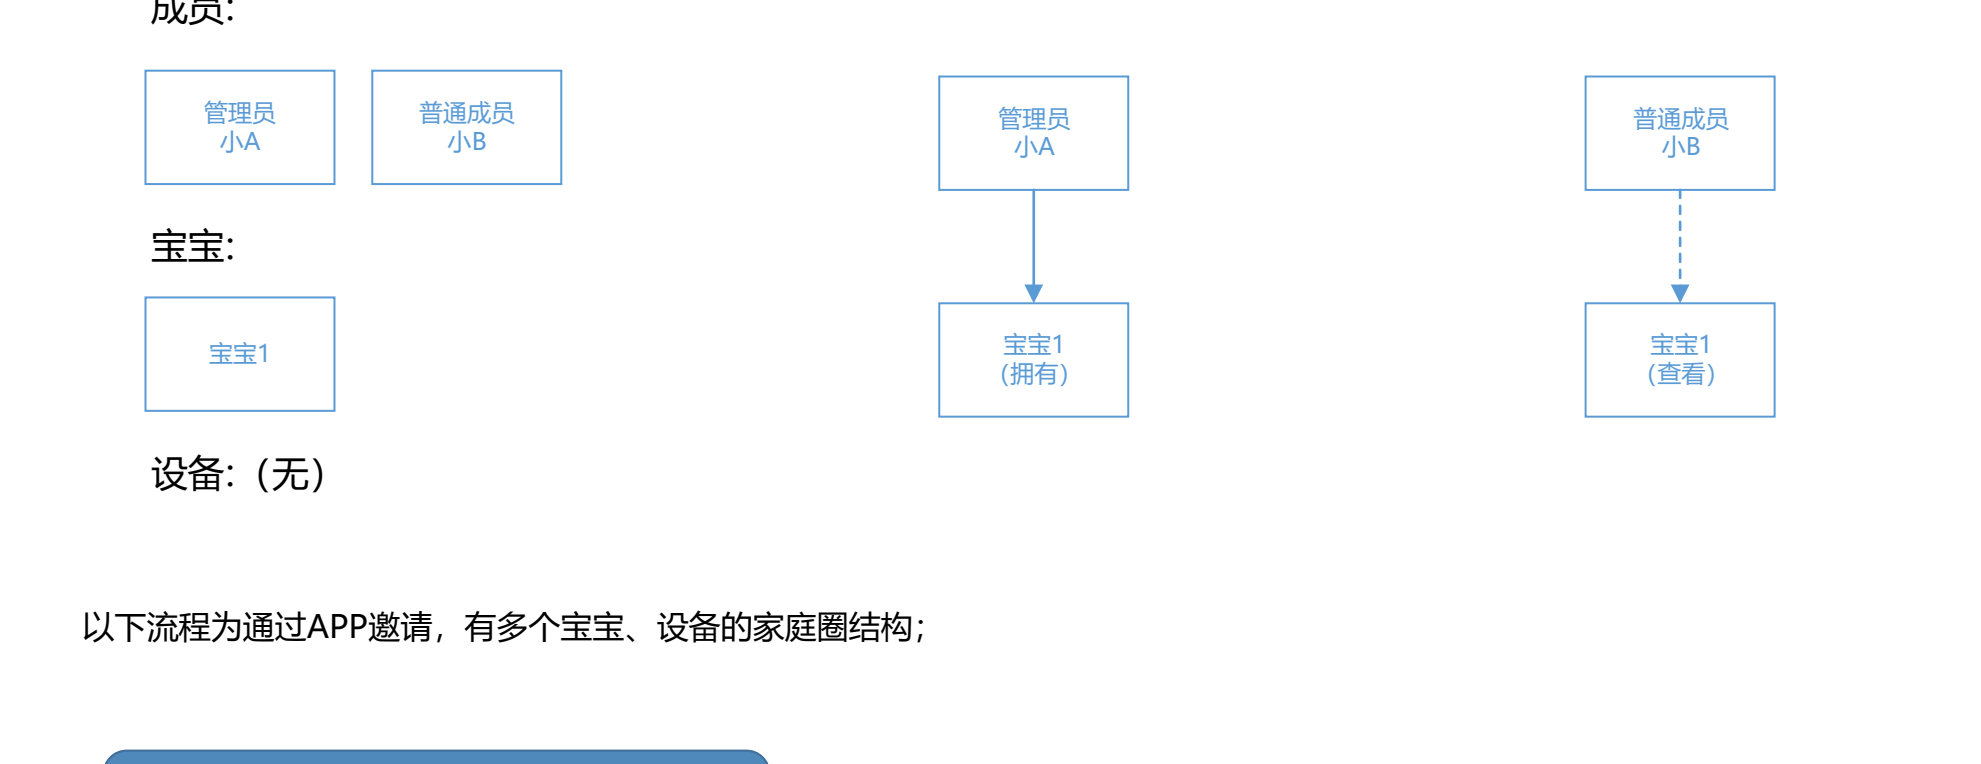 成员:
管理员
小A
普通成员
小B
管理员
小A
普通成员
小B
宝宝:
宝宝1
宝宝1
（拥有）
宝宝1
（查看）
设备:（无）
以下流程为通过APP邀请，有多个宝宝、设备的家庭圈结构；